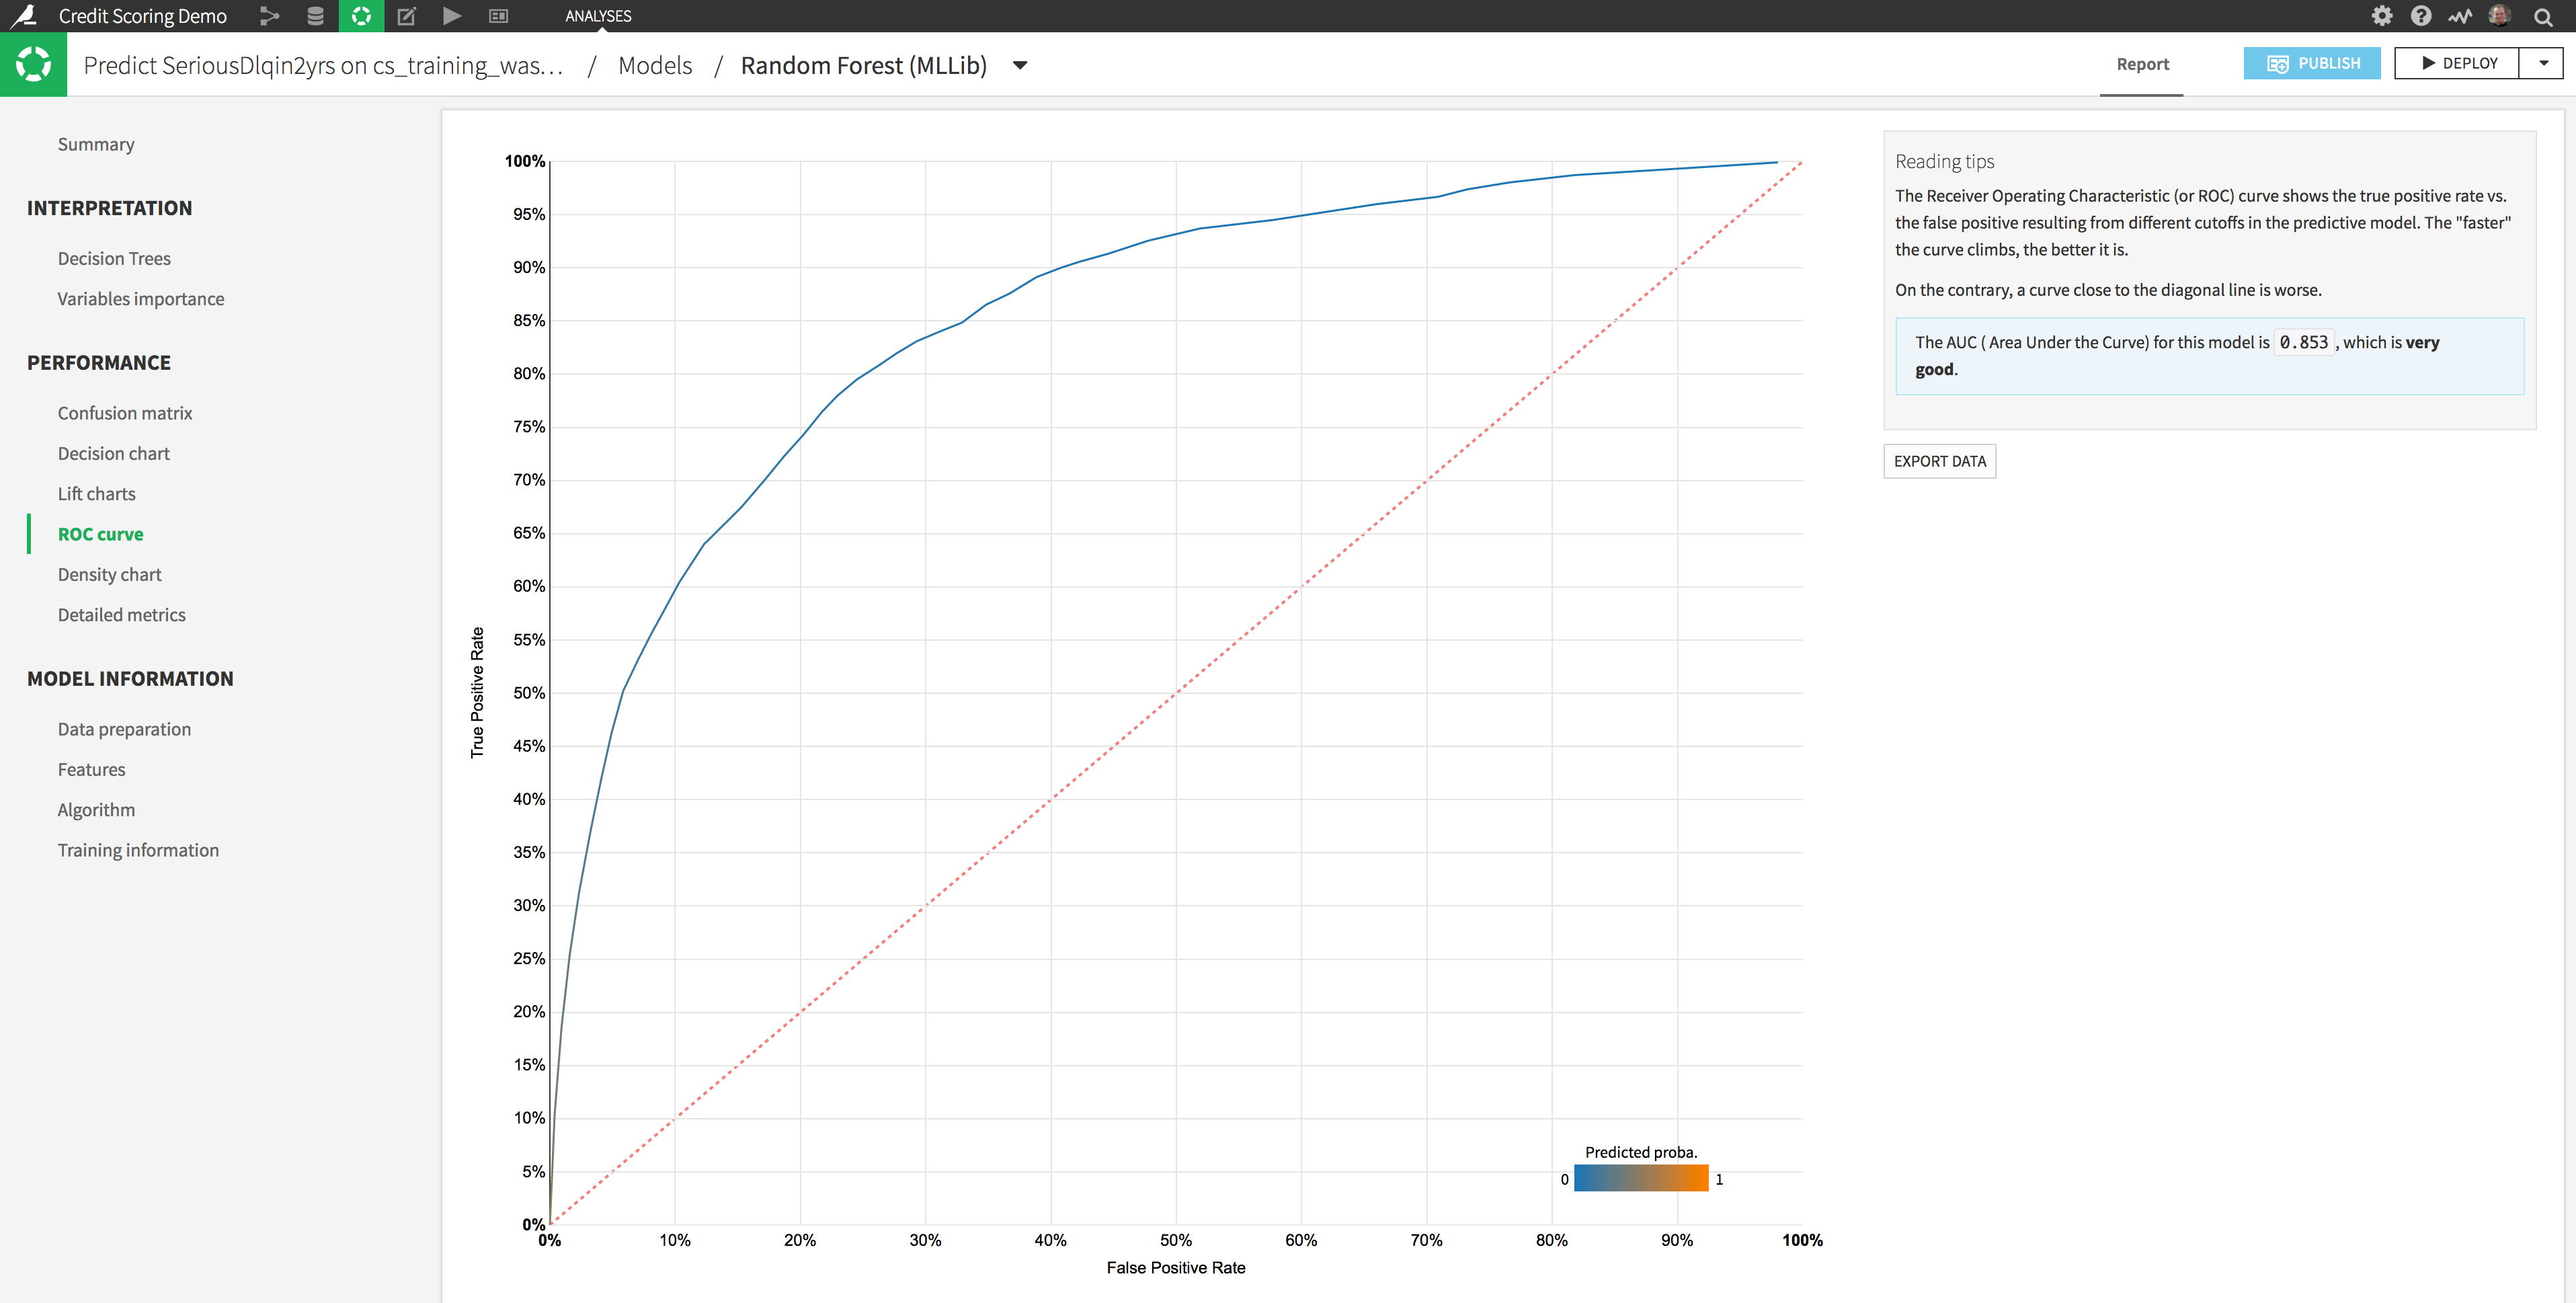 Credit Scoring Demo
ANALYSES
Predict SeriousDlqin2yrs on cs_training_was... / Models / Random Forest (MLLib)
Report
PUBLISH
DEPLOY
Summary
INTERPRETATION
Decision Trees
Variables importance
PERFORMANCE
Confusion matrix
Decision chart
Lift charts
ROC curve
Density chart
Detailed metrics
MODEL INFORMATION
Data preparation
Features
Algorithm
Training information
True Positive Rate
100%
95%
90%
85%
80%
75%
70%
65%
60%
55%
50%
45%
40%
35%
30%
25%
20%
15%
10%
5%
0%
0% 10% 20% 30% 40% 50% 60% 70% 80% 90% 100%
False Positive Rate
Predicted proba.
0 1
Reading tips
The Receiver Operating Characteristic (or ROC) curve shows the true positive rate vs.
the false positive resulting from different cutoffs in the predictive model. The "faster"
the curve climbs, the better it is.
On the contrary, a curve close to the diagonal line is worse.
The AUC ( Area Under the Curve) for this model is 0.853 , which is very
good.
EXPORT DATA